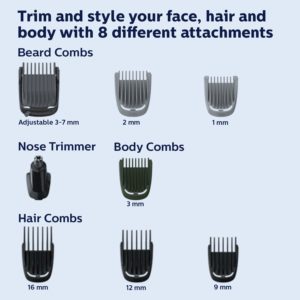 Trim and style your face, hair and
body with 8 different attachments
Beard Combs
Adjustable 3-7 mm
2 mm
1 mm
Nose Trimmer
Body Combs
3 mm
Hair Combs
16 mm
12 mm
9 mm